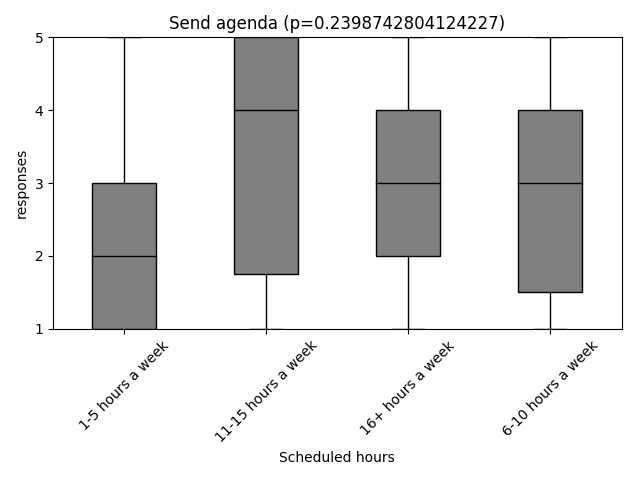 Send agenda (p=0.2398742804124227)
5
4
3
2
1
responses
1-5 hours a week
11-15 hours a week
16+ hours a week
6-10 hours a week
Scheduled hours